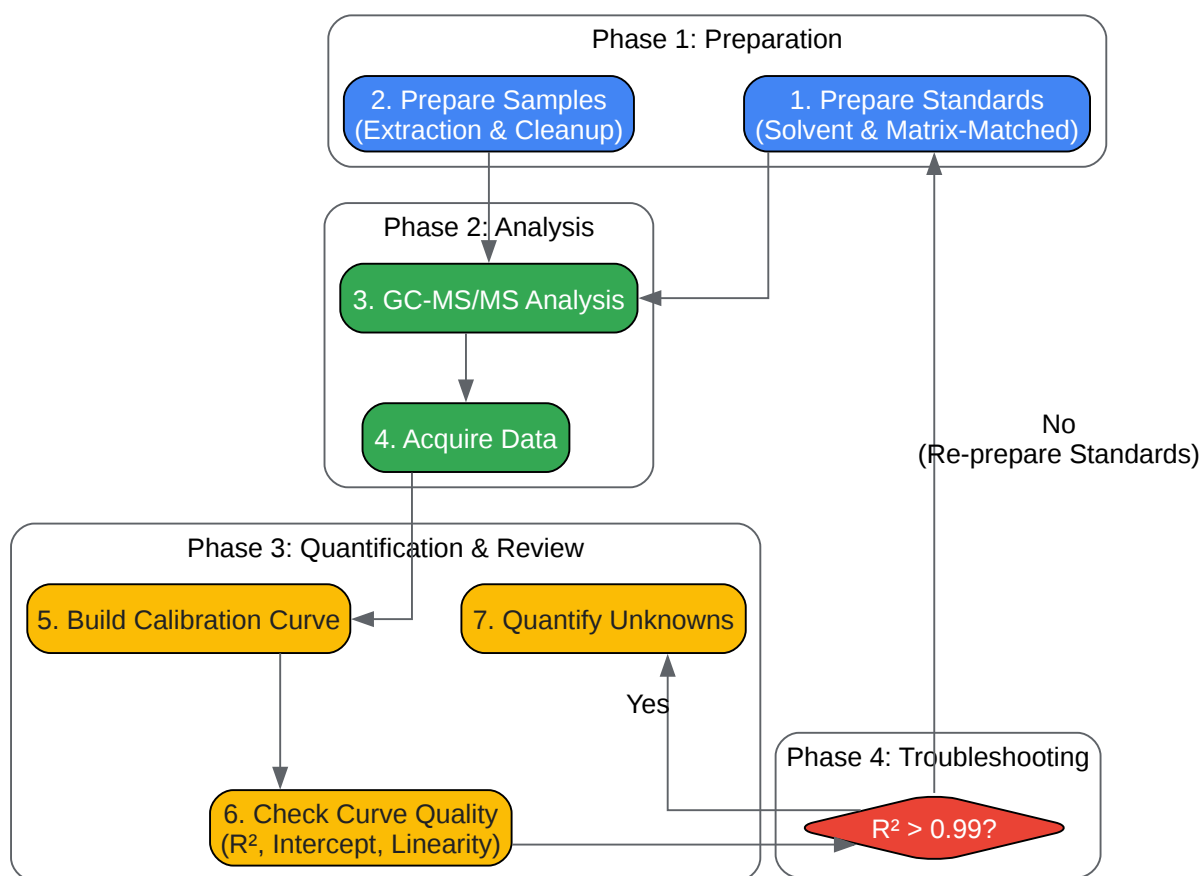 Phase 1: Preparation
2. Prepare Samples
(Extraction & Cleanup)
1. Prepare Standards
(Solvent & Matrix-Matched)
Phase 2: Analysis
3. GC-MS/MS Analysis
4. Acquire Data
No
(Re-prepare Standards)
Phase 3: Quantification & Review
5. Build Calibration Curve
7. Quantify Unknowns
Yes
Phase 4: Troubleshooting
6. Check Curve Quality
(R², Intercept, Linearity)
R² > 0.99?